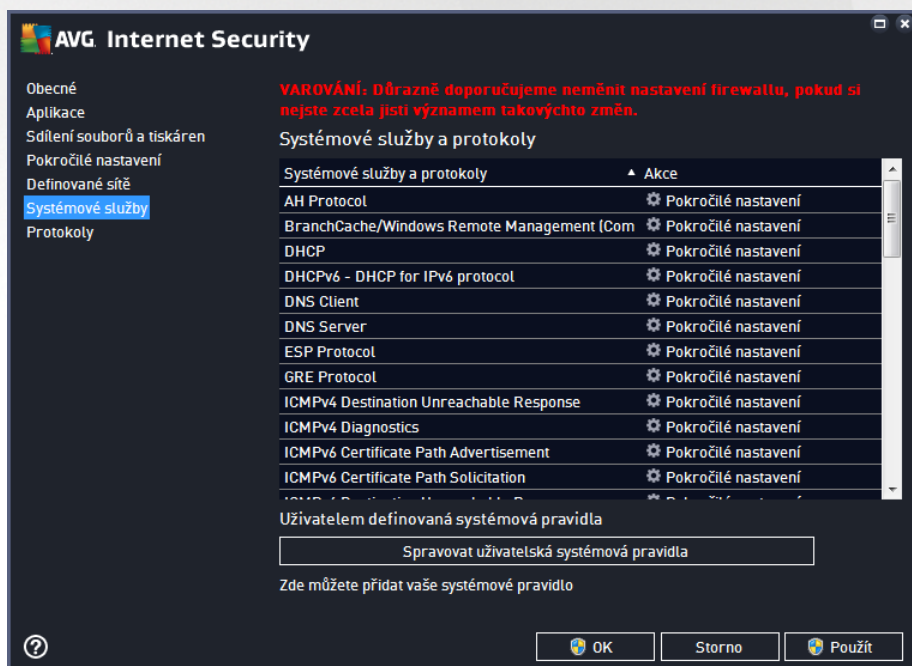 AVG. Internet Security
Obecné
Aplikace
Sdílení souborů a tiskáren
Pokročilé nastavení
Definované sítě
Systémové služby
Protokoly
VAROVÁNÍ: Důrazně doporučujeme neměnit nastavení firewallu, pokud si
nejste zcela jisti významem takovýchto změn.
Systémové služby a protokoly
Systémové služby a protokoly Akce
AH Protocol Pokročilé nastavení
BranchCache/Windows Remote Management (Com Pokročilé nastavení
DHCP Pokročilé nastavení
DHCPv6 - DHCP for IPv6 protocol Pokročilé nastavení
DNS Client Pokročilé nastavení
DNS Server Pokročilé nastavení
ESP Protocol Pokročilé nastavení
GRE Protocol Pokročilé nastavení
ICMPv4 Destination Unreachable Response Pokročilé nastavení
ICMPv4 Diagnostics Pokročilé nastavení
ICMPv6 Certificate Path Advertisement Pokročilé nastavení
ICMPv6 Certificate Path Solicitation Pokročilé nastavení
Uživatelem definovaná systémová pravidla
Spravovat uživatelská systémová pravidla
Zde můžete přidat vaše systémové pravidlo
? OK Storno Použít